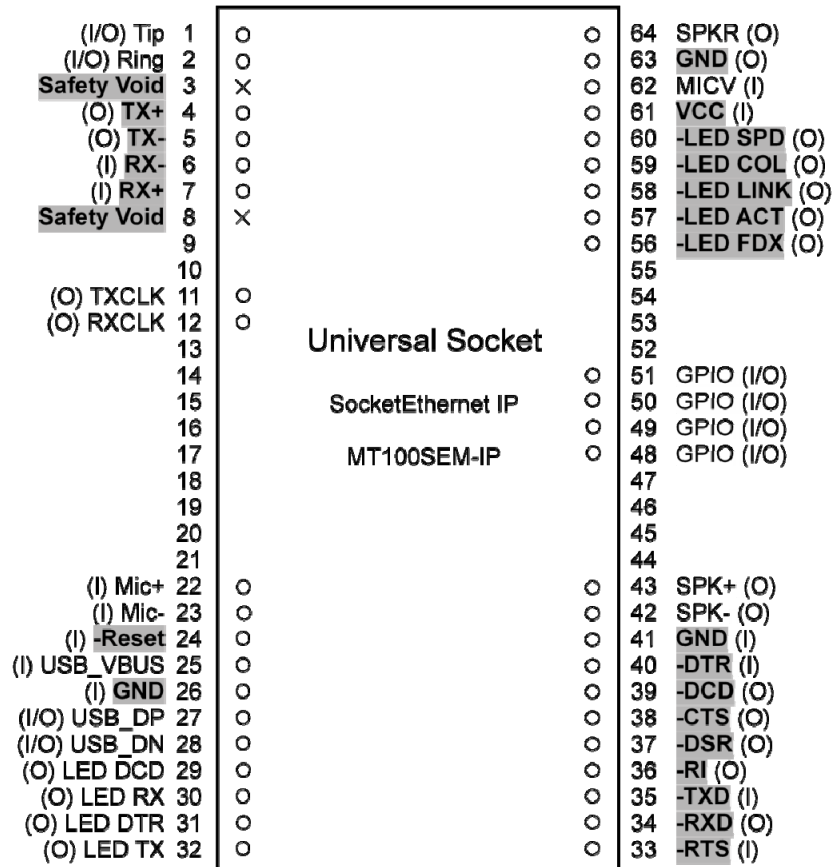 (I/O) Tip 1 64 SPKR (O)
(I/O) Ring 2 63 GND (O)
Safety Void 3 62 MICV (I)
(O) TX+ 4 61 VCC (I)
(O) TX- 5 60 -LED SPD (O)
(I) RX- 6 59 -LED COL (O)
(I) RX+ 7 58 -LED LINK (O)
Safety Void 8 57 -LED ACT (O)
9 56 -LED FDX (O)
10 55
(O) TXCLK 11 54
(O) RXCLK 12 53
Universal Socket
13 52
14 51 GPIO (I/O)
15 SocketEthernet IP 50 GPIO (I/O)
16 49 GPIO (I/O)
17 MT100SEM-IP 48 GPIO (I/O)
18 47
19 46
20 45
21 44
(I) Mic+ 22 43 SPK+ (O)
(I) Mic- 23 42 SPK- (O)
(I) -Reset 24 41 GND (I)
(I) USB_VBUS 25 40 -DTR (I)
(I) GND 26 39 -DCD (O)
(I/O) USB_DP 27 38 -CTS (O)
(I/O) USB_DN 28 37 -DSR (O)
(O) LED DCD 29 36 -RI (O)
(O) LED RX 30 35 -TXD (I)
(O) LED DTR 31 34 -RXD (O)
(O) LED TX 32 33 -RTS (I)